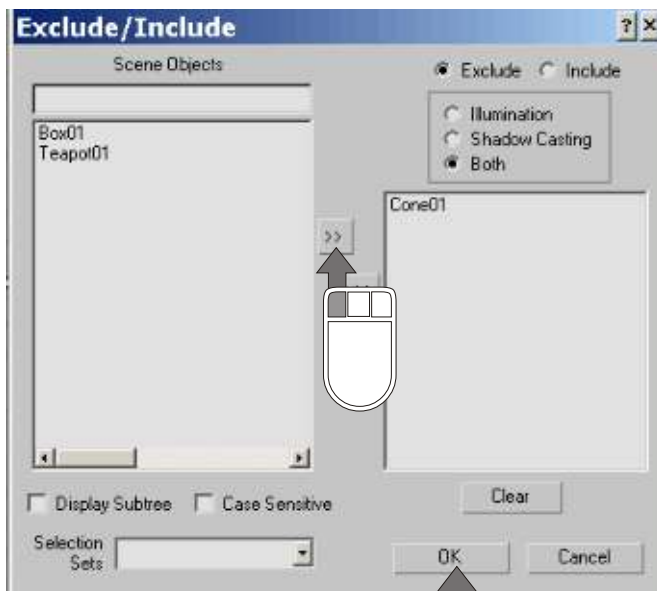 Exclude/Include
Scene Objects
Exclude Include
Illumination
Shadow Casting
Both
Box01
Teapot01
Cone01
>>
Display Subtree Case Sensitive
Clear
Selection
Sets
OK Cancel